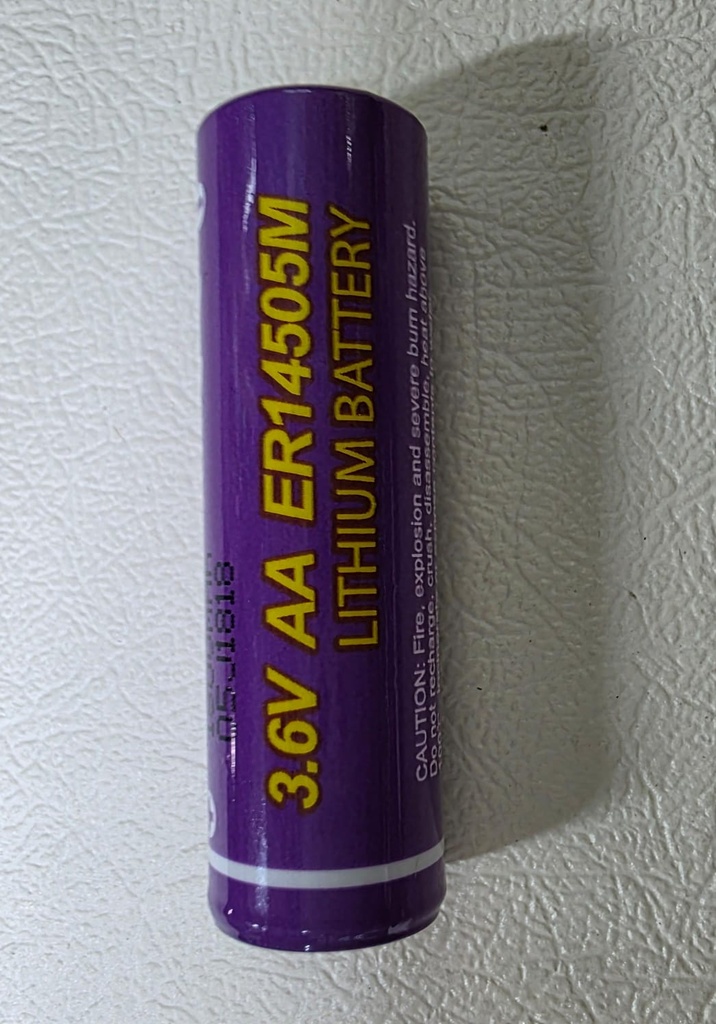 3.6V AA ER14505M
LITHIUM BATTERY
CAUTION: Fire, explosion and severe burn hazard.
Do not recharge, crush, disassemble, heat above